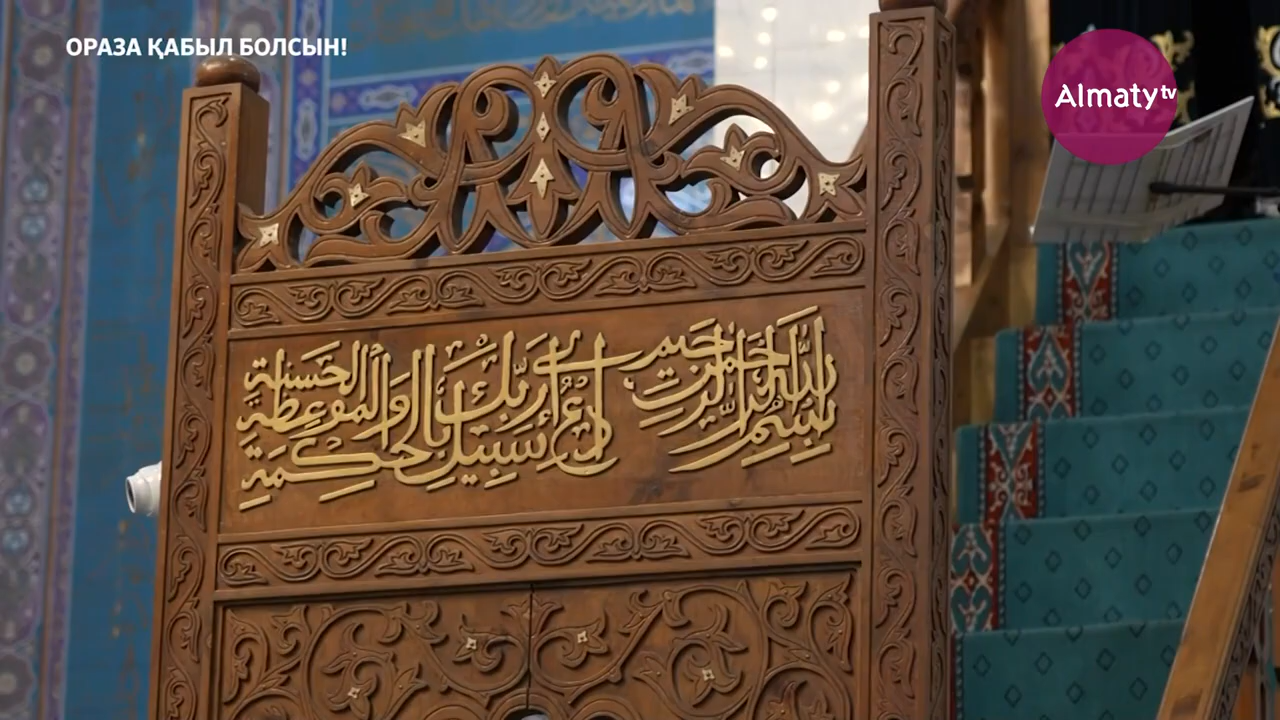 ОРАЗА ҚАБЫЛ БОЛСЫН!
Almaty tv
بِسْمِ اللَّهِ الرَّحْمَنِ الرَّحِيمِ
ادْعُ إِلَى سَبِيلِ رَبِّكَ بِالْحِكْمَةِ وَالْمَوْعِظَةِ الْحَسَنَةِ